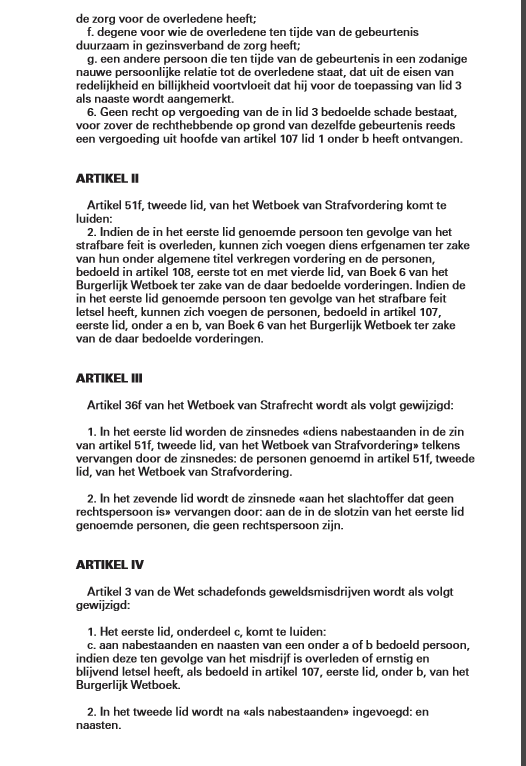 de zorg voor de overledene heeft;
f. degene voor wie de overledene ten tijde van de gebeurtenis
duurzaam in gezinsverband de zorg heeft;
g. een andere persoon die ten tijde van de gebeurtenis in een zodanige
nauwe persoonlijke relatie tot de overledene staat, dat uit de eisen van
redelijkheid en billijkheid voortvloeit dat hij voor de toepassing van lid 3
als naaste wordt aangemerkt.
6. Geen recht op vergoeding van de in lid 3 bedoelde schade bestaat,
voor zover de rechthebbende op grond van dezelfde gebeurtenis reeds
een vergoeding uit hoofde van artikel 107 lid 1 onder b heeft ontvangen.
ARTIKEL II
Artikel 51f, tweede lid, van het Wetboek van Strafvordering komt te
luiden:
2. Indien de in het eerste lid genoemde persoon ten gevolge van het
strafbare feit is overleden, kunnen zich voegen diens erfgenamen ter zake
van hun onder algemene titel verkregen vordering en de personen,
bedoeld in artikel 108, eerste tot en met vierde lid, van Boek 6 van het
Burgerlijk Wetboek ter zake van de daar bedoelde vorderingen. Indien de
in het eerste lid genoemde persoon ten gevolge van het strafbare feit
letsel heeft, kunnen zich voegen de personen, bedoeld in artikel 107,
eerste lid, onder a en b, van Boek 6 van het Burgerlijk Wetboek ter zake
van de daar bedoelde vorderingen.
ARTIKEL III
Artikel 36f van het Wetboek van Strafrecht wordt als volgt gewijzigd:
1. In het eerste lid worden de zinsnedes «diens nabestaanden in de zin
van artikel 51f, tweede lid, van het Wetboek van Strafvordering» telkens
vervangen door de zinsnedes: de personen genoemd in artikel 51f, tweede
lid, van het Wetboek van Strafvordering.
2. In het zevende lid wordt de zinsnede «aan het slachtoffer dat geen
rechtspersoon is» vervangen door: aan de in de slotzin van het eerste lid
genoemde personen, die geen rechtspersoon zijn.
ARTIKEL IV
Artikel 3 van de Wet schadefonds geweldsmisdrijven wordt als volgt
gewijzigd:
1. Het eerste lid, onderdeel c, komt te luiden:
c. aan nabestaanden en naasten van een onder a of b bedoeld persoon,
indien deze ten gevolge van het misdrijf is overleden of ernstig en
blijvend letsel heeft, als bedoeld in artikel 107, eerste lid, onder b, van het
Burgerlijk Wetboek.
2. In het tweede lid wordt na «als nabestaanden» ingevoegd: en
naasten.